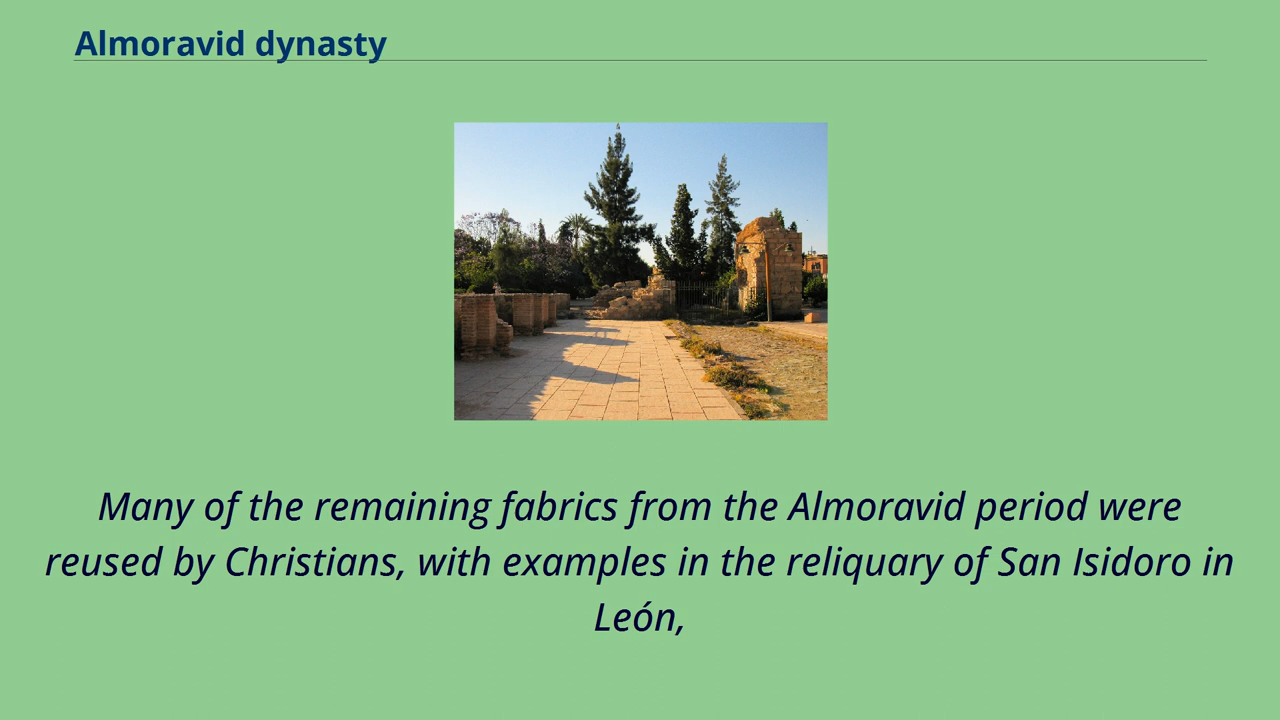 Almoravid dynasty
Many of the remaining fabrics from the Almoravid period were
reused by Christians, with examples in the reliquary of San Isidoro in
León,